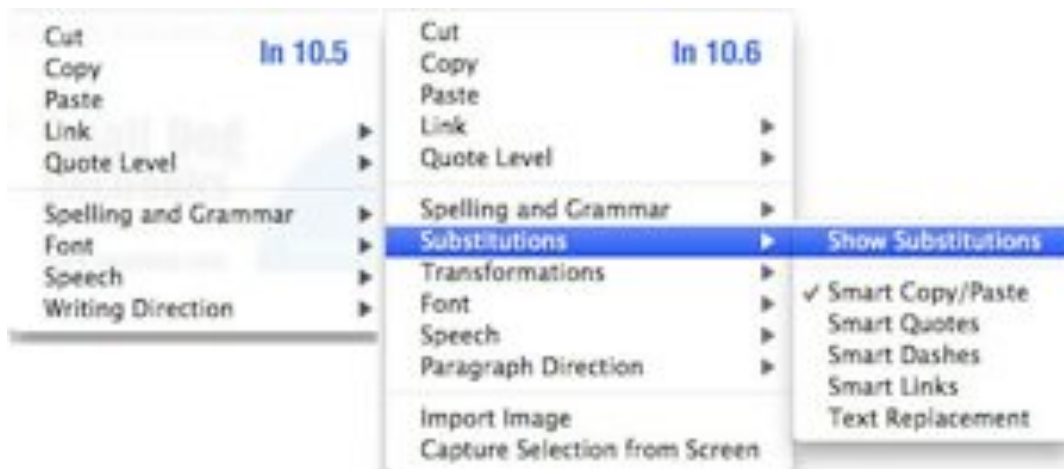 In 10.5
Cut
Copy
Paste
Link
Quote Level
Spelling and Grammar
Font
Speech
Writing Direction
In 10.6
Cut
Copy
Paste
Link
Quote Level
Spelling and Grammar
Substitutions
Transformations
Font
Speech
Paragraph Direction
Import Image
Capture Selection from Screen
Show Substitutions
✓ Smart Copy/Paste
Smart Quotes
Smart Dashes
Smart Links
Text Replacement